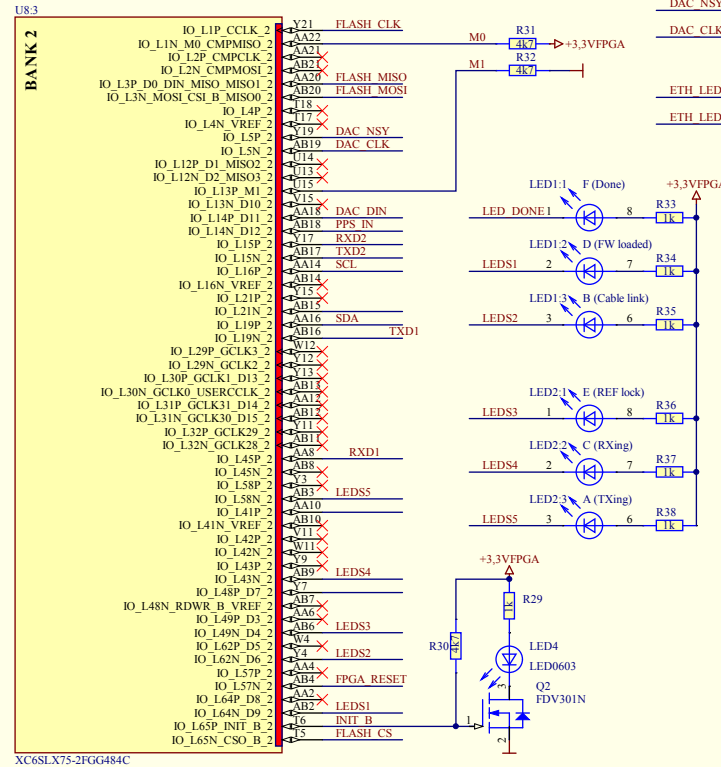 U8:3
BANK 2
IO_L1P_CCLK_2 Y21 FLASH_CLK
IO_L1N_M0_CMPMISO_2 AA22 M0
IO_L2P_CMPCLK_2 AA21
IO_L2N_CMPMOSI_2 AB21
IO_L3P_D0_DIN_MISO_MISO1_2 AA20 FLASH_MISO
IO_L3N_MOSI_CSI_B_MISO0_2 AB20 FLASH_MOSI
IO_L4P_2 T18
IO_L4N_VREF_2 T17
IO_L5P_2 Y19 DAC_NSY
IO_L5N_2 AB19 DAC_CLK
IO_L12P_D1_MISO2_2 U14
IO_L12N_D2_MISO3_2 U13
IO_L13P_M1_2 U15 M1
IO_L13N_D10_2 V15
IO_L14P_D11_2 AA18 DAC_DIN
IO_L14N_D12_2 AB18 PPS_IN
IO_L15P_2 Y17 RXD2
IO_L15N_2 AB17 TXD2
IO_L16P_2 AA14 SCL
IO_L16N_VREF_2 AB14
IO_L21P_2 Y15
IO_L21N_2 AB15
IO_L19P_2 AA16 SDA
IO_L19N_2 AB16 TXD1
IO_L29P_GCLK3_2 W12
IO_L29N_GCLK2_2 Y12
IO_L30P_GCLK1_D13_2 Y13
IO_L30N_GCLK0_USERCCLK_2 AB13
IO_L31P_GCLK31_D14_2 AA12
IO_L31N_GCLK30_D15_2 AB12
IO_L32P_GCLK29_2 Y11
IO_L32N_GCLK28_2 AB11
IO_L45P_2 AA8 RXD1
IO_L45N_2 AB8
IO_L58P_2 Y3
IO_L58N_2 AB3 LEDS5
IO_L41P_2 AA10
IO_L41N_VREF_2 AB10
IO_L42P_2 V11
IO_L42N_2 W11
IO_L43P_2 Y9
IO_L43N_2 AB9 LEDS4
IO_L48P_D7_2 Y7
IO_L48N_RDWR_B_VREF_2 AB7
IO_L49P_D3_2 AA6
IO_L49N_D4_2 AB6 LEDS3
IO_L62P_D5_2 W4
IO_L62N_D6_2 Y4 LEDS2
IO_L57P_2 AA4
IO_L57N_2 AB4 FPGA_RESET
IO_L64P_D8_2 AA2
IO_L64N_D9_2 AB2 LEDS1
IO_L65P_INIT_B_2 T6 INIT_B
IO_L65N_CSO_B_2 T5 FLASH_CS
XC6SLX75-2FGG484C
R31
4k7
+3,3VFPGA
R32
4k7
DAC_NSY
DAC_CLK
ETH_LED
ETH_LED
+3,3VFPGA
LED1:1 F (Done)
LED_DONE 1 8 R33
1k
LED1:2 D (FW loaded)
LEDS1 2 7 R34
1k
LED1:3 B (Cable link)
LEDS2 3 6 R35
1k
LED2:1 E (REF lock)
LEDS3 1 8 R36
1k
LED2:2 C (RXing)
LEDS4 2 7 R37
1k
LED2:3 A (TXing)
LEDS5 3 6 R38
1k
+3,3VFPGA
R29
1k
R30
4k7
LED4
LED0603
Q2
FDV301N
3
1
2